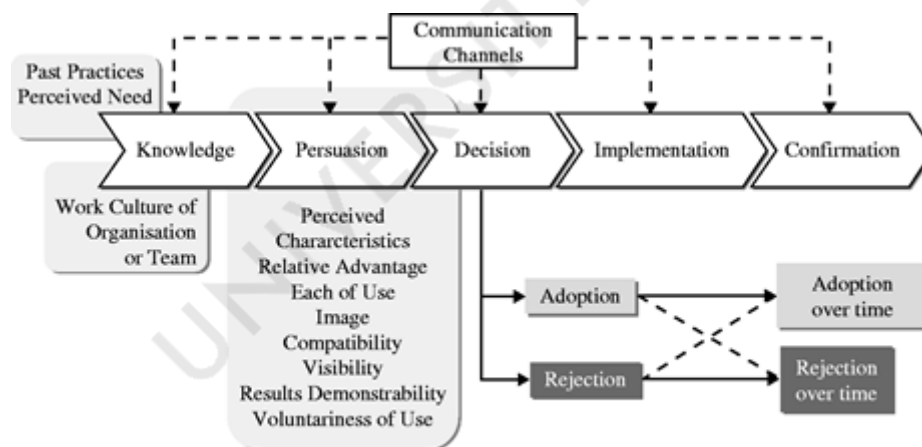 Communication
Channels
Past Practices
Perceived Need
Knowledge
Persuasion
Decision
Implementation
Confirmation
Work Culture of
Organisation
or Team
Perceived
Chararcteristics
Relative Advantage
Each of Use
Image
Compatibility
Visibility
Results Demonstrability
Voluntariness of Use
Adoption
Adoption
over time
Rejection
Rejection
over time